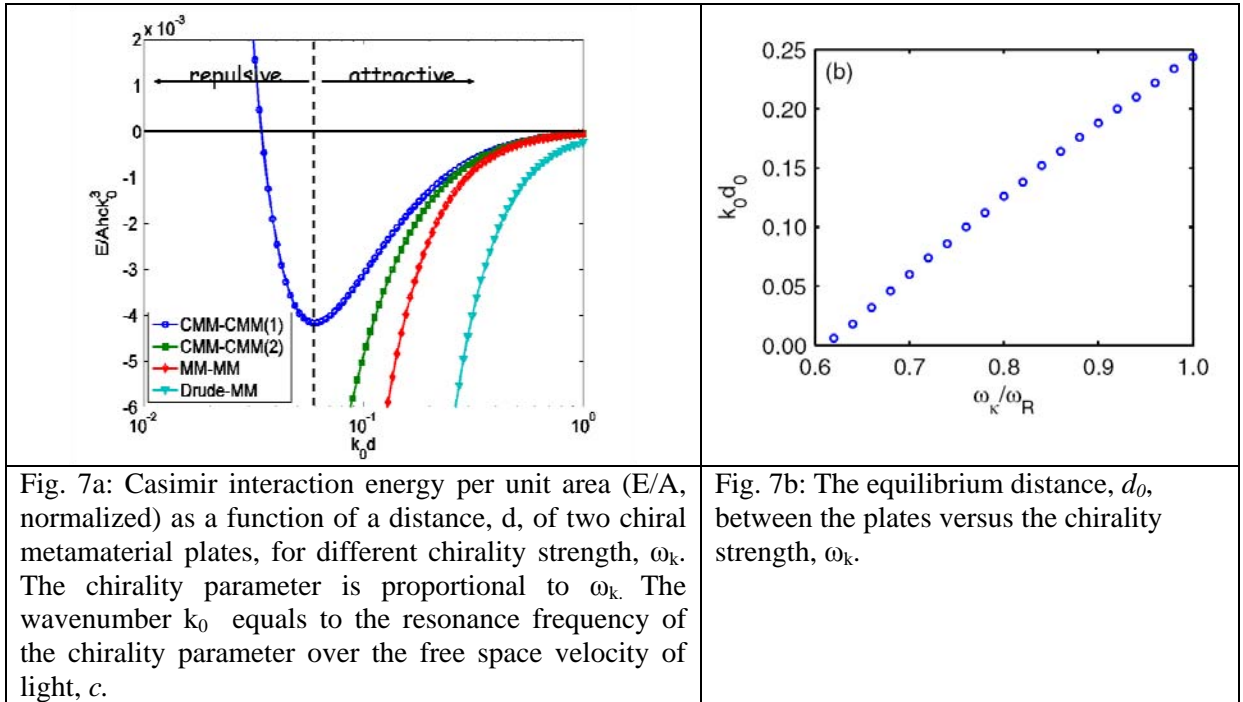 × 10⁻³
2
1
0
-1
-2
-3
-4
-5
-6
E/Ahck₀³
repulsive
attractive
CMM-CMM(1)
CMM-CMM(2)
MM-MM
Drude-MM
10⁻²
10⁻¹
10⁰
k₀d
(b)
0.25
0.20
0.15
0.10
0.05
0.00
k₀d₀
0.6
0.7
0.8
0.9
1.0
ω_κ/ω_R
Fig. 7a: Casimir interaction energy per unit area (E/A,
normalized) as a function of a distance, d, of two chiral
metamaterial plates, for different chirality strength, ωₖ.
The chirality parameter is proportional to ωₖ. The
wavenumber k₀ equals to the resonance frequency of
the chirality parameter over the free space velocity of
light, c.
Fig. 7b: The equilibrium distance, d₀,
between the plates versus the chirality
strength, ωₖ.